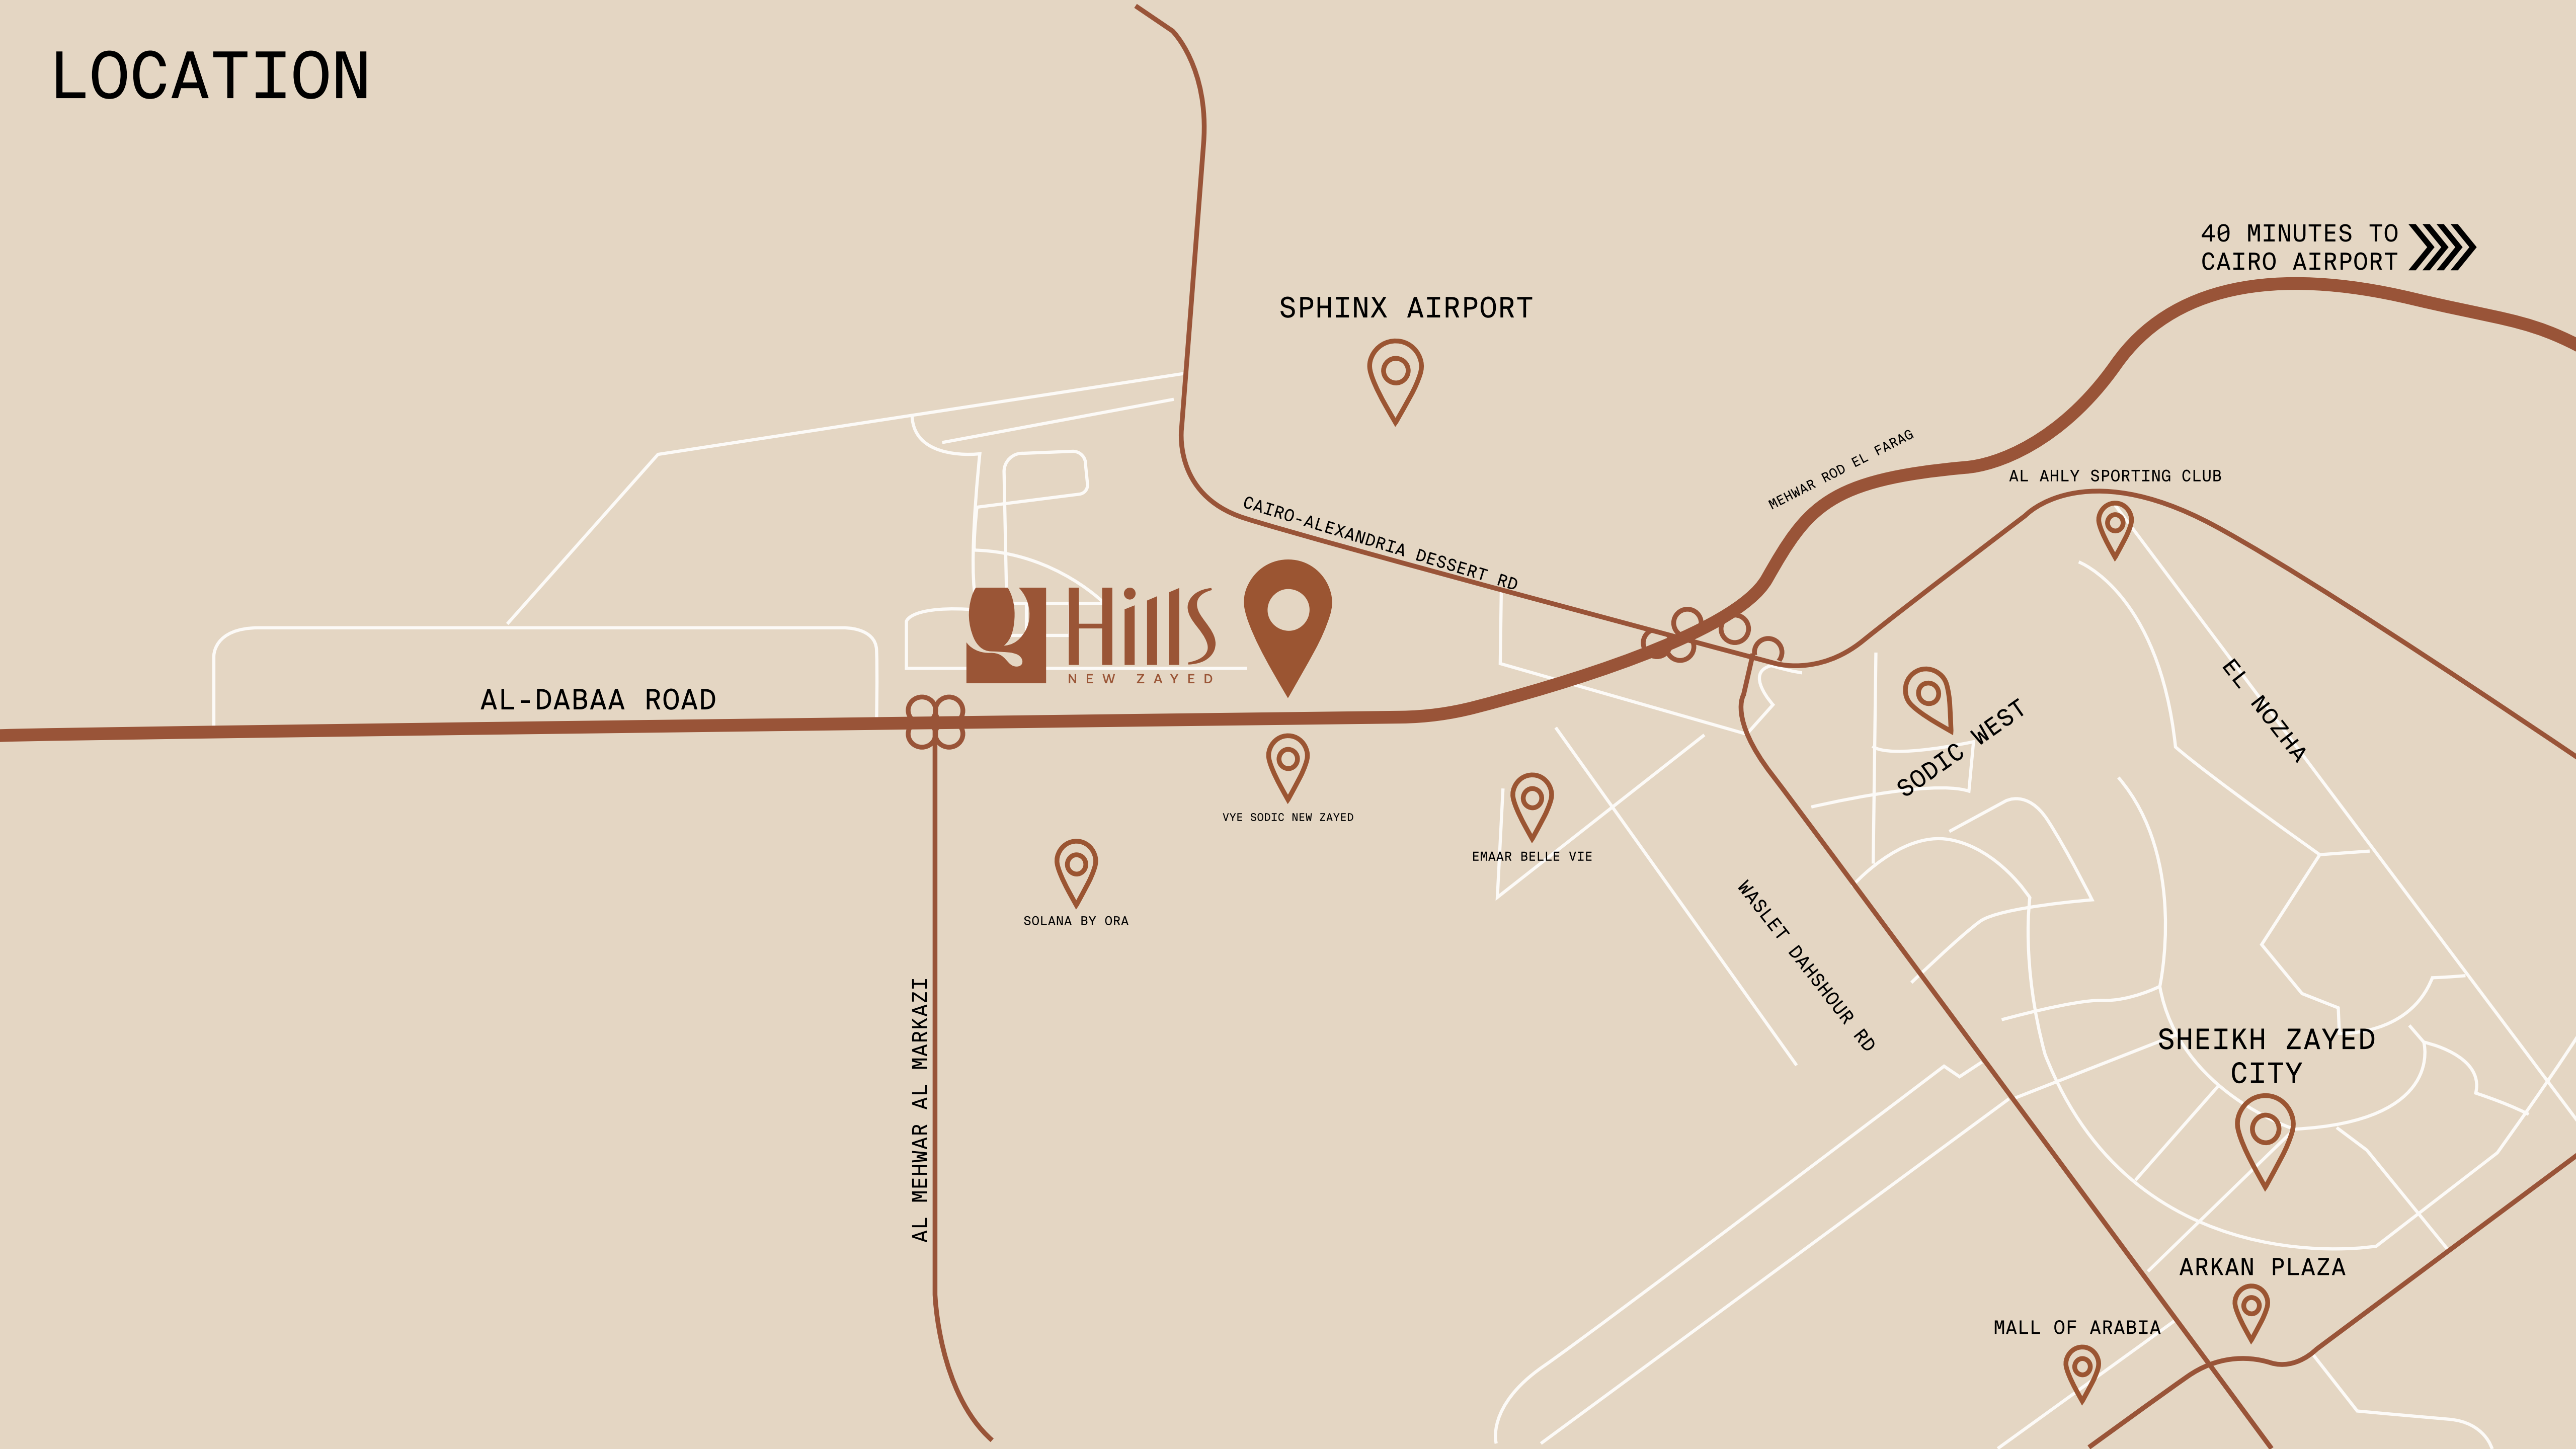 LOCATION
40 MINUTES TO
CAIRO AIRPORT
SPHINX AIRPORT
MEHWAR ROD EL FARAG
AL AHLY SPORTING CLUB
CAIRO-ALEXANDRIA DESSERT RD
Q Hills
NEW ZAYED
AL-DABAA ROAD
EL NOZHA
SODIC WEST
VYE SODIC NEW ZAYED
EMAAR BELLE VIE
SOLANA BY ORA
WASLET DAHSHOUR RD
AL MEHWAR AL MARKAZI
SHEIKH ZAYED
CITY
ARKAN PLAZA
MALL OF ARABIA